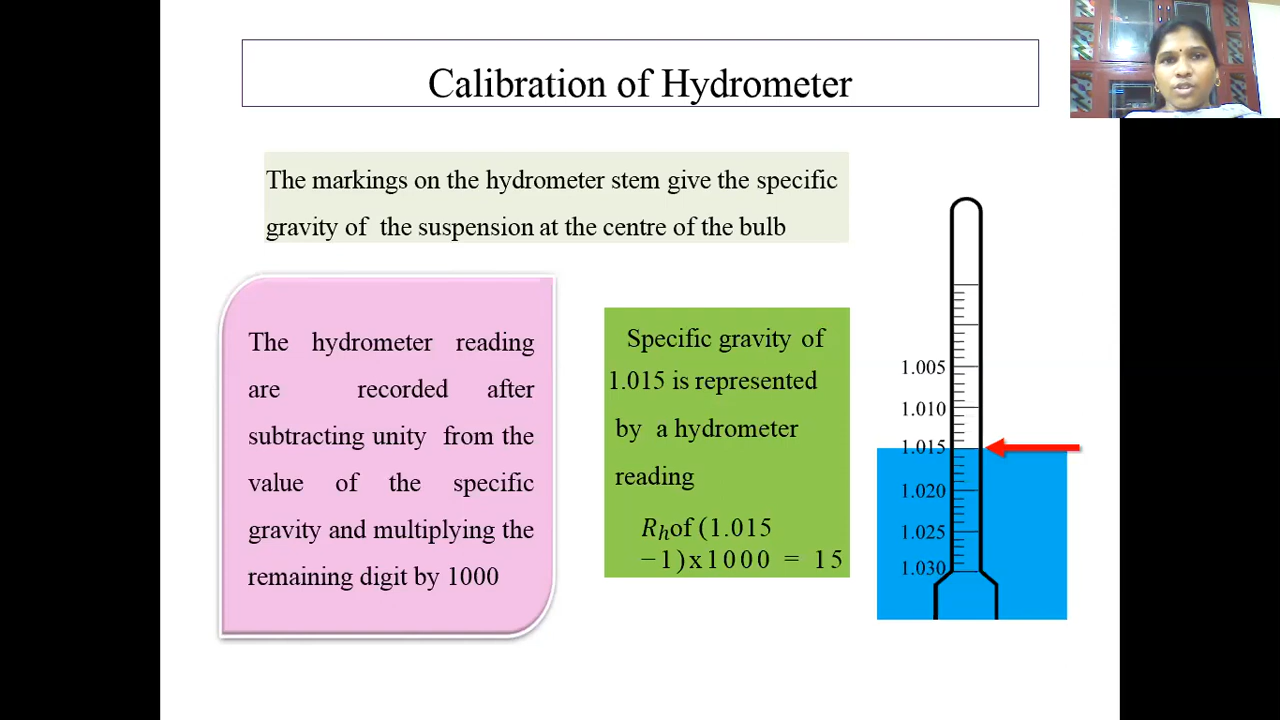 Calibration of Hydrometer
The markings on the hydrometer stem give the specific
gravity of the suspension at the centre of the bulb
The hydrometer reading
are recorded after
subtracting unity from the
value of the specific
gravity and multiplying the
remaining digit by 1000
Specific gravity of
1.015 is represented
by a hydrometer
reading
Rₕof (1.015
−1)x1000 = 15
1.005
1.010
1.015
1.020
1.025
1.030